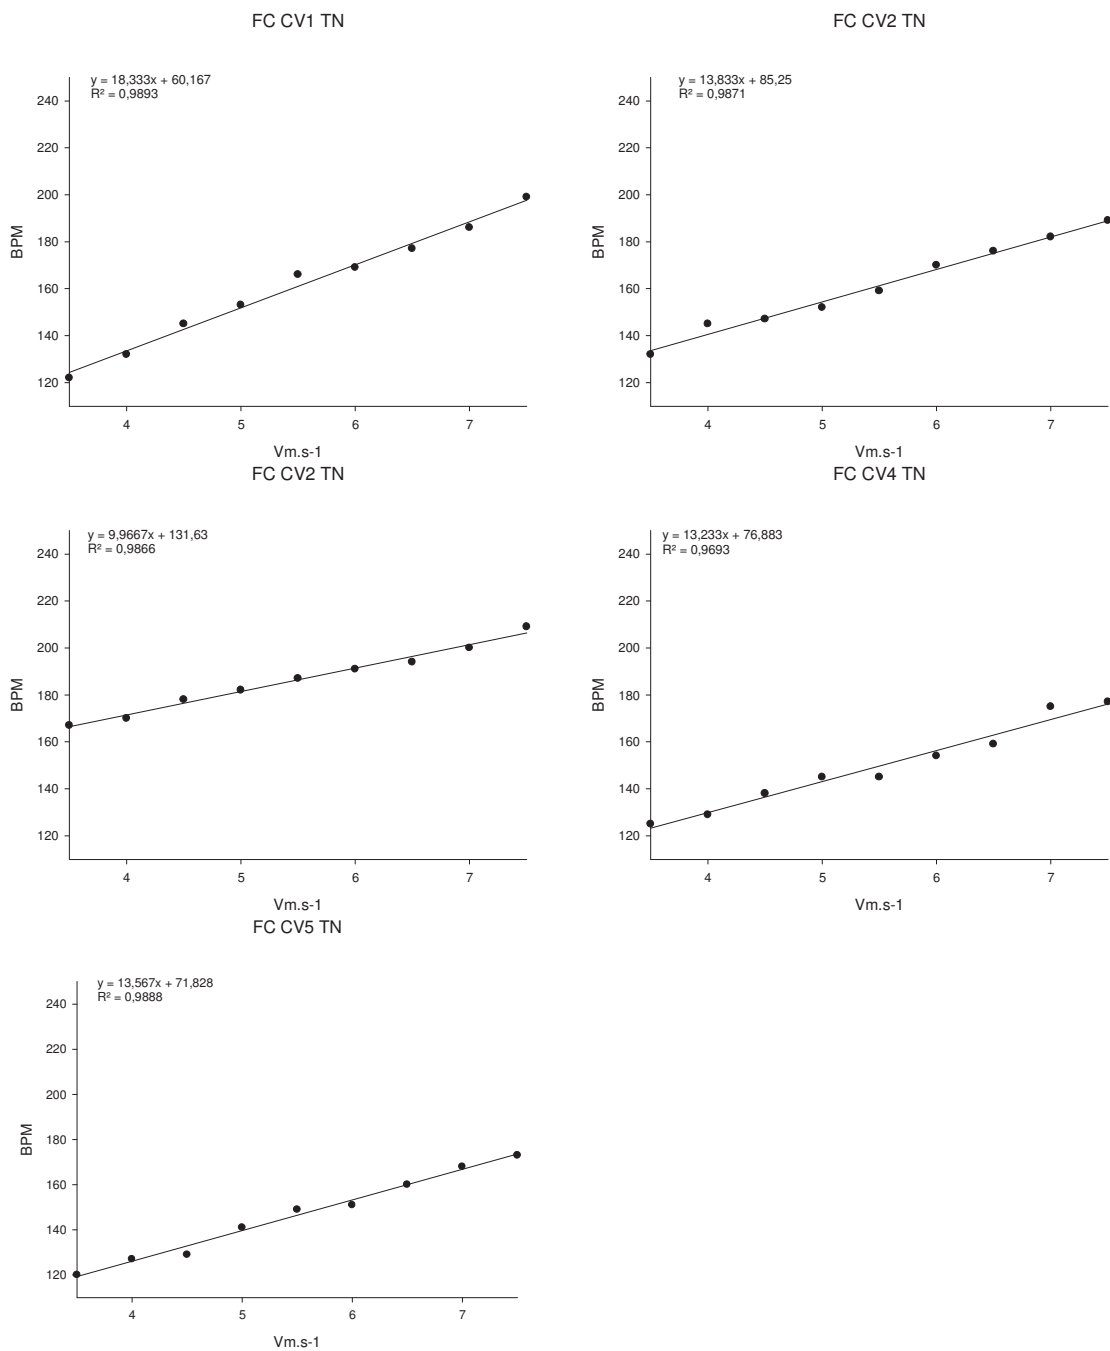 FC CV1 TN
y = 18,333x + 60,167
R² = 0,9893
240
220
200
180
160
140
120
BPM
4 5 6 7
Vm.s-1
FC CV2 TN
y = 13,833x + 85,25
R² = 0,9871
240
220
200
180
160
140
120
BPM
4 5 6 7
Vm.s-1
FC CV2 TN
y = 9,9667x + 131,63
R² = 0,9866
240
220
200
180
160
140
120
BPM
4 5 6 7
Vm.s-1
FC CV4 TN
y = 13,233x + 76,883
R² = 0,9693
240
220
200
180
160
140
120
BPM
4 5 6 7
Vm.s-1
FC CV5 TN
y = 13,567x + 71,828
R² = 0,9888
240
220
200
180
160
140
120
BPM
4 5 6 7
Vm.s-1